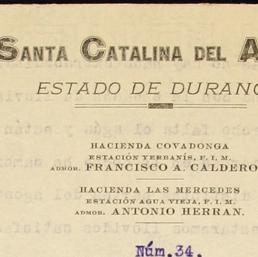 SANTA CATALINA DEL A
ESTADO DE DURANG
HACIENDA COVADONGA
ESTACIÓN YERBANÍS, F. I. M.
ADMOR. FRANCISCO A. CALDERO
HACIENDA LAS MERCEDES
ESTACIÓN AGUA VIEJA, F. I. M.
ADMOR. ANTONIO HERRAN.
Núm. 34.